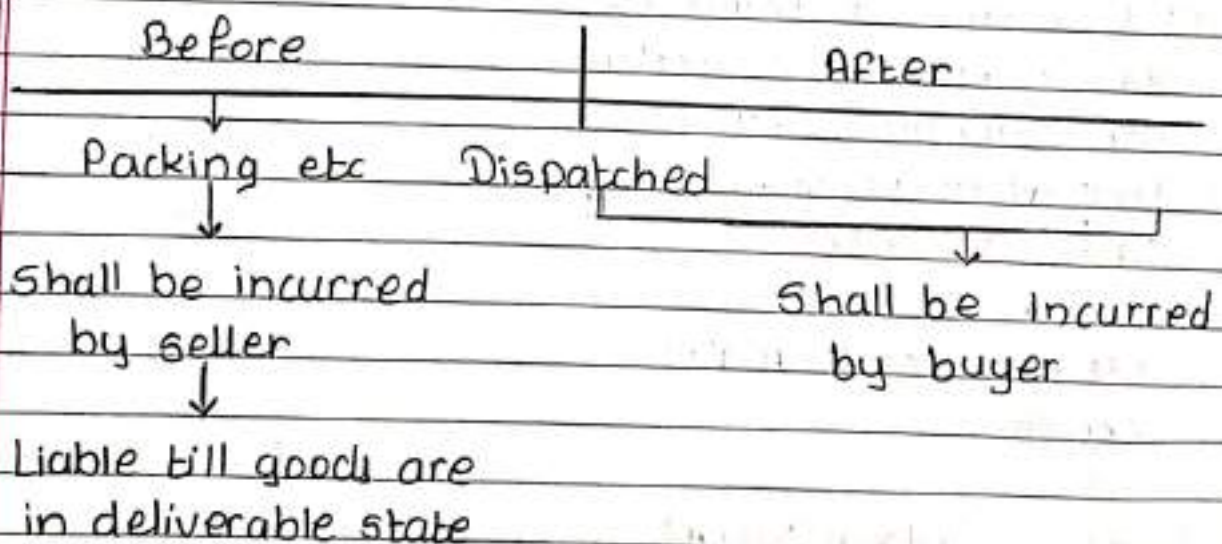 Before After
Packing etc Dispatched
Shall be incurred Shall be Incurred
by seller by buyer
Liable till goods are
in deliverable state